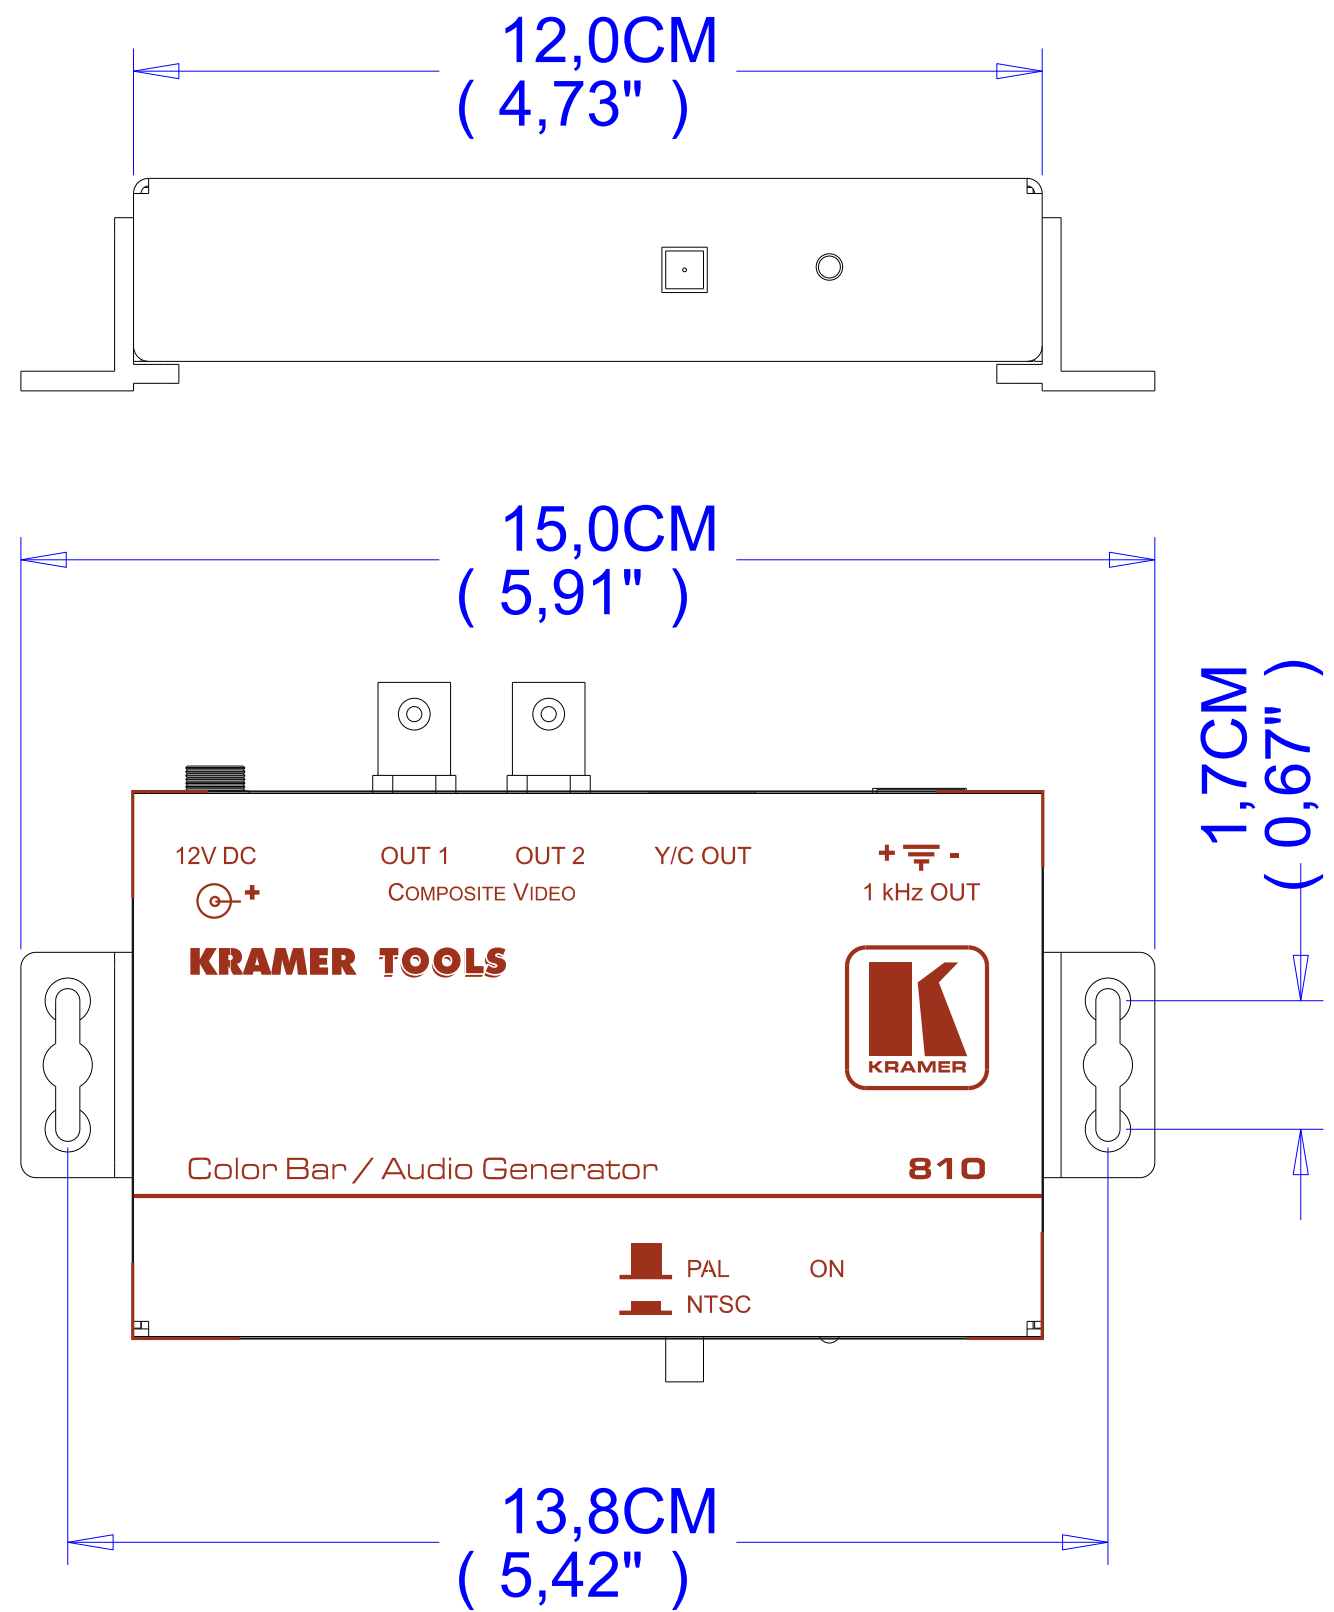 12,0CM
( 4,73" )
15,0CM
( 5,91" )
1,7CM
( 0,67" )
12V DC
OUT 1
OUT 2
Y/C OUT
+ -
+
COMPOSITE VIDEO
1 kHz OUT
KRAMER TOOLS
K
KRAMER
Color Bar / Audio Generator
810
PAL
ON
NTSC
13,8CM
( 5,42" )